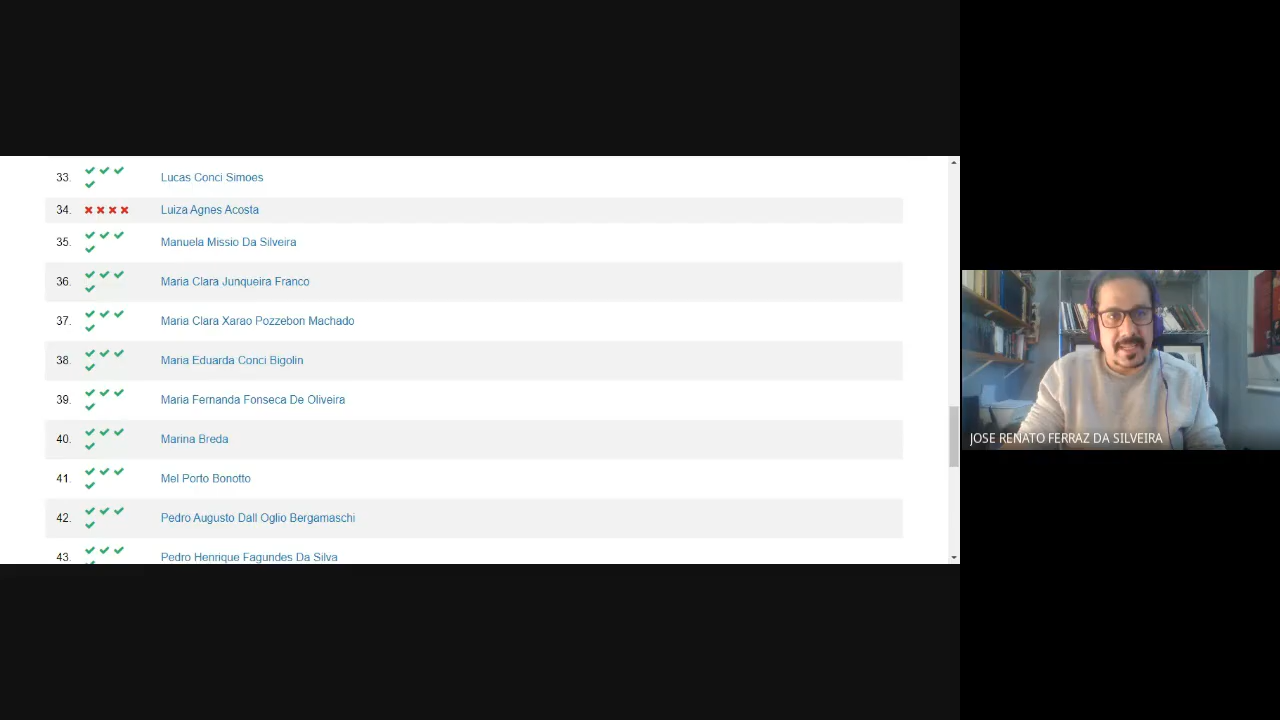 33. Lucas Conci Simoes
34. Luiza Agnes Acosta
35. Manuela Missio Da Silveira
36. Maria Clara Junqueira Franco
37. Maria Clara Xarao Pozzebon Machado
38. Maria Eduarda Conci Bigolin
39. Maria Fernanda Fonseca De Oliveira
40. Marina Breda
41. Mel Porto Bonotto
42. Pedro Augusto Dall Oglio Bergamaschi
43. Pedro Henrique Fagundes Da Silva
JOSE RENATO FERRAZ DA SILVEIRA